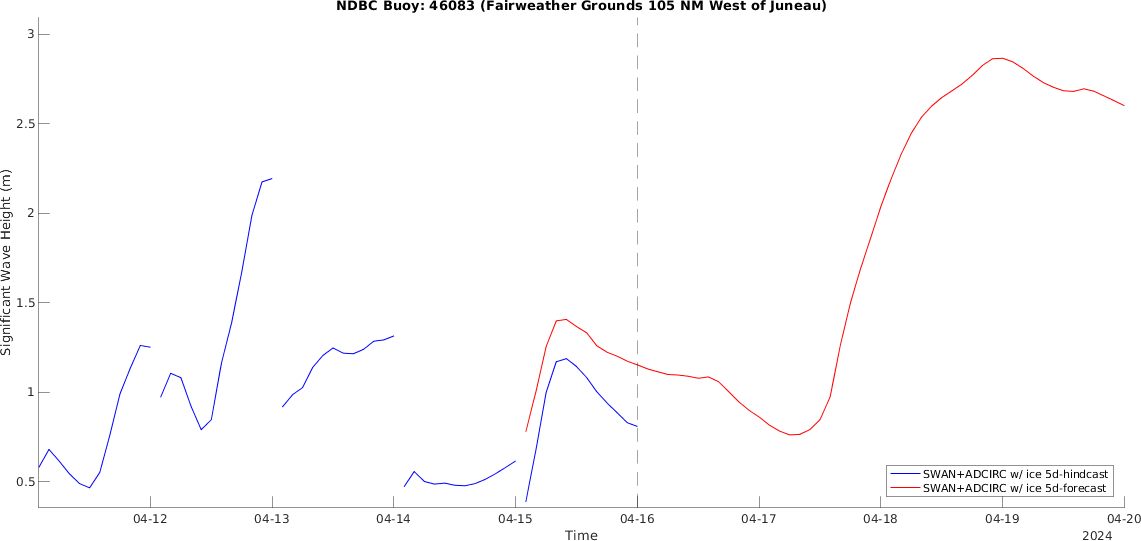 NDBC Buoy: 46083 (Fairweather Grounds 105 NM West of Juneau)
3
2.5
2
1.5
1
0.5
Significant Wave Height (m)
SWAN+ADCIRC w/ ice 5d-hindcast
SWAN+ADCIRC w/ ice 5d-forecast
04-12 04-13 04-14 04-15 04-16 04-17 04-18 04-19 04-20
Time
2024